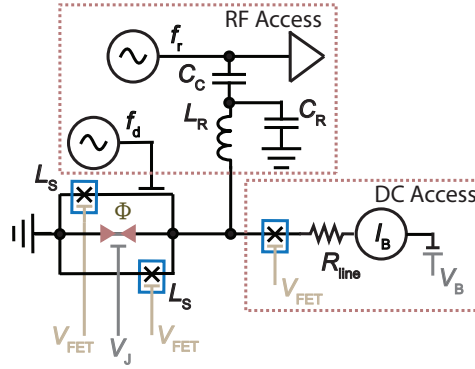 RF Access
f_r
C_C
L_R
C_R
f_d
L_S
Φ
DC Access
I_B
R_line
V_B
L_S
V_FET
V_FET
V_J
V_FET